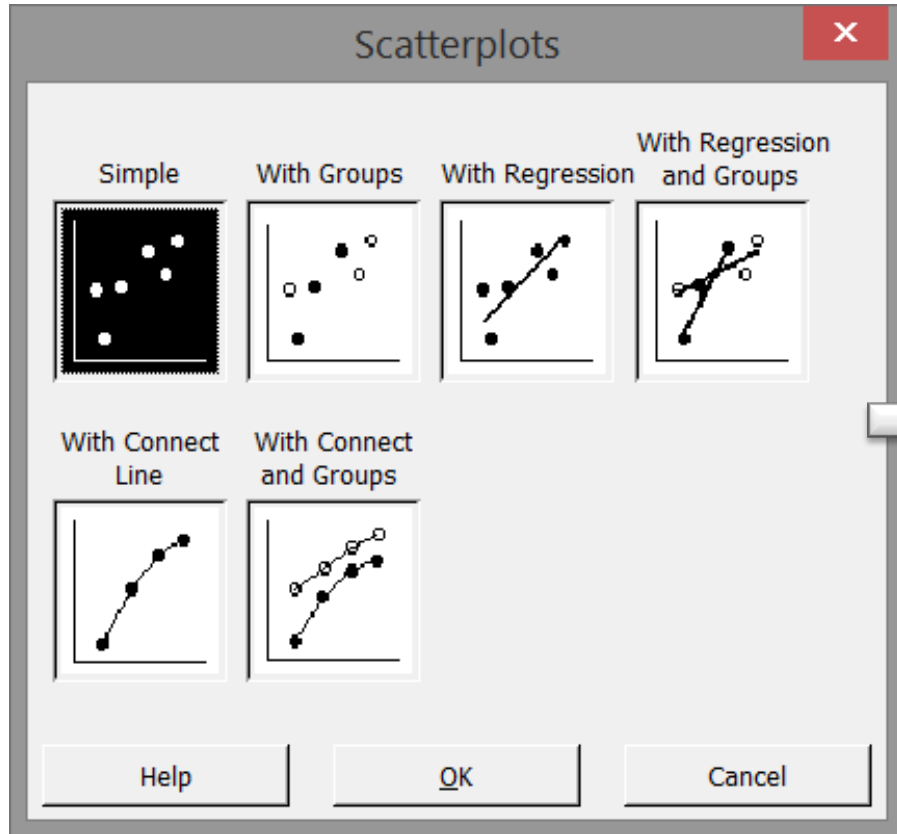 Scatterplots
Simple
With Groups
With Regression
With Regression
and Groups
With Connect
Line
With Connect
and Groups
Help
OK
Cancel